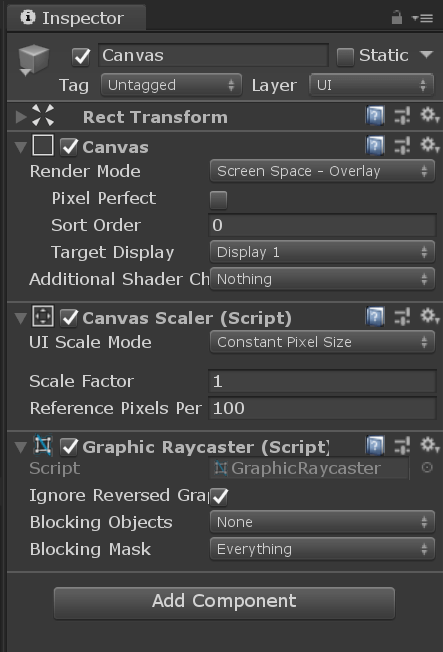 Inspector
Canvas Static
Tag Untagged Layer UI
Rect Transform
Canvas
Render Mode Screen Space - Overlay
Pixel Perfect
Sort Order 0
Target Display Display 1
Additional Shader Ch Nothing
Canvas Scaler (Script)
UI Scale Mode Constant Pixel Size
Scale Factor 1
Reference Pixels Per 100
Graphic Raycaster (Script)
Script GraphicRaycaster
Ignore Reversed Gra
Blocking Objects None
Blocking Mask Everything
Add Component